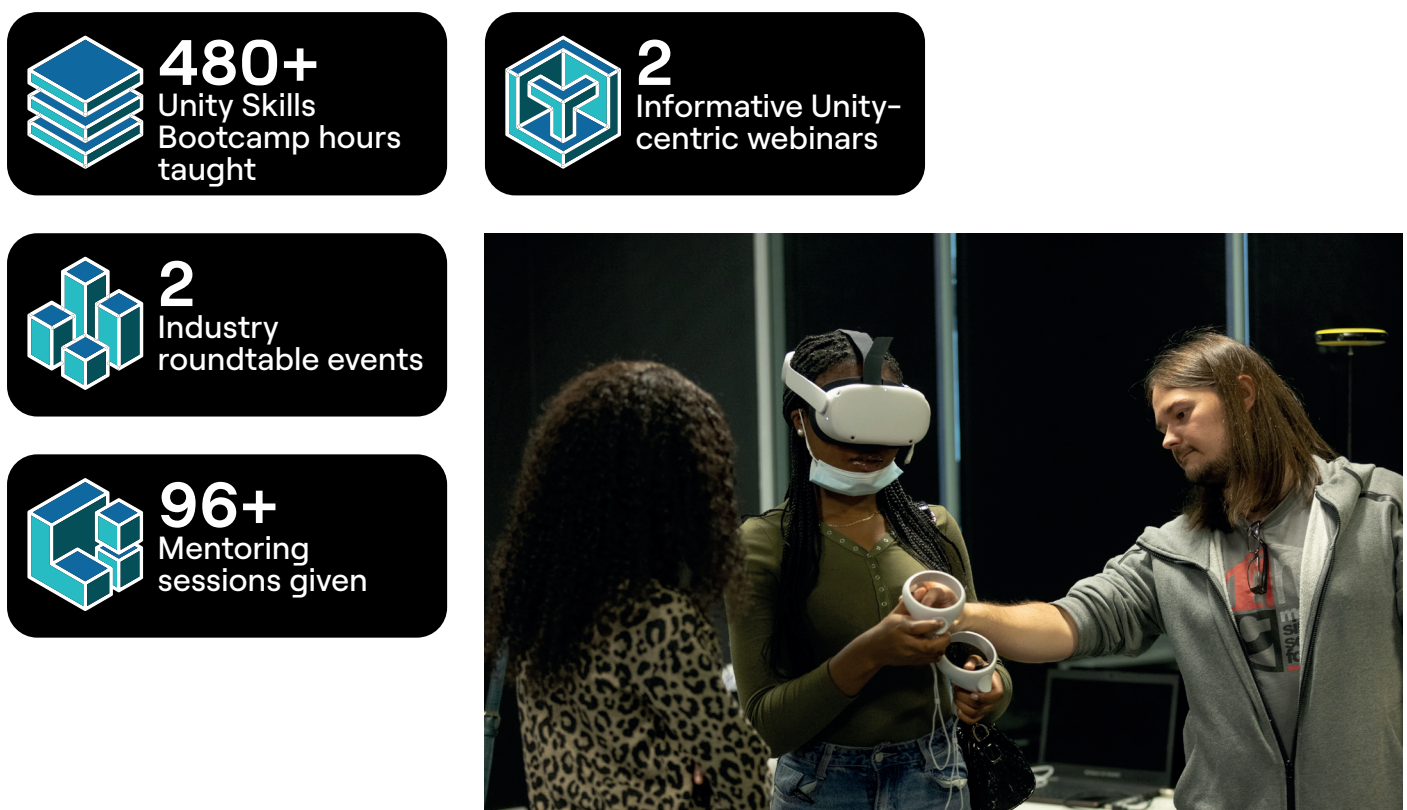 480+
Unity Skills
Bootcamp hours
taught
2
Informative Unity-
centric webinars
2
Industry
roundtable events
96+
Mentoring
sessions given